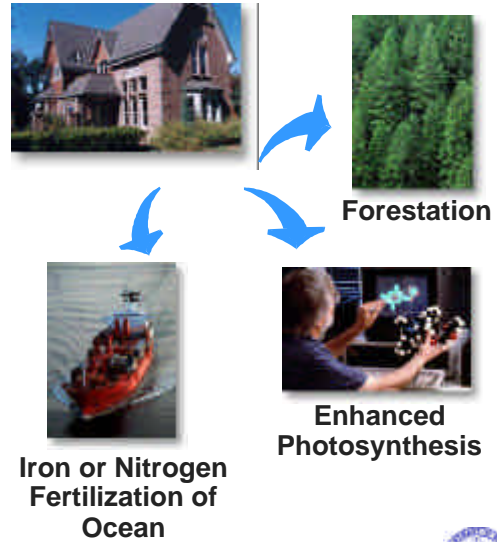 Forestation
Enhanced
Photosynthesis
Iron or Nitrogen
Fertilization of
Ocean